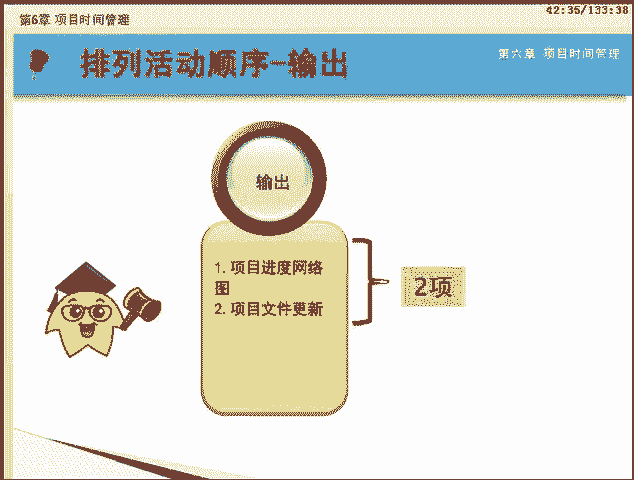 第6章 项目时间管理
42:35/133:38
排列活动顺序-输出
第六章 项目时间管理
输出
1. 项目进度网络
图
2. 项目文件更新
2项